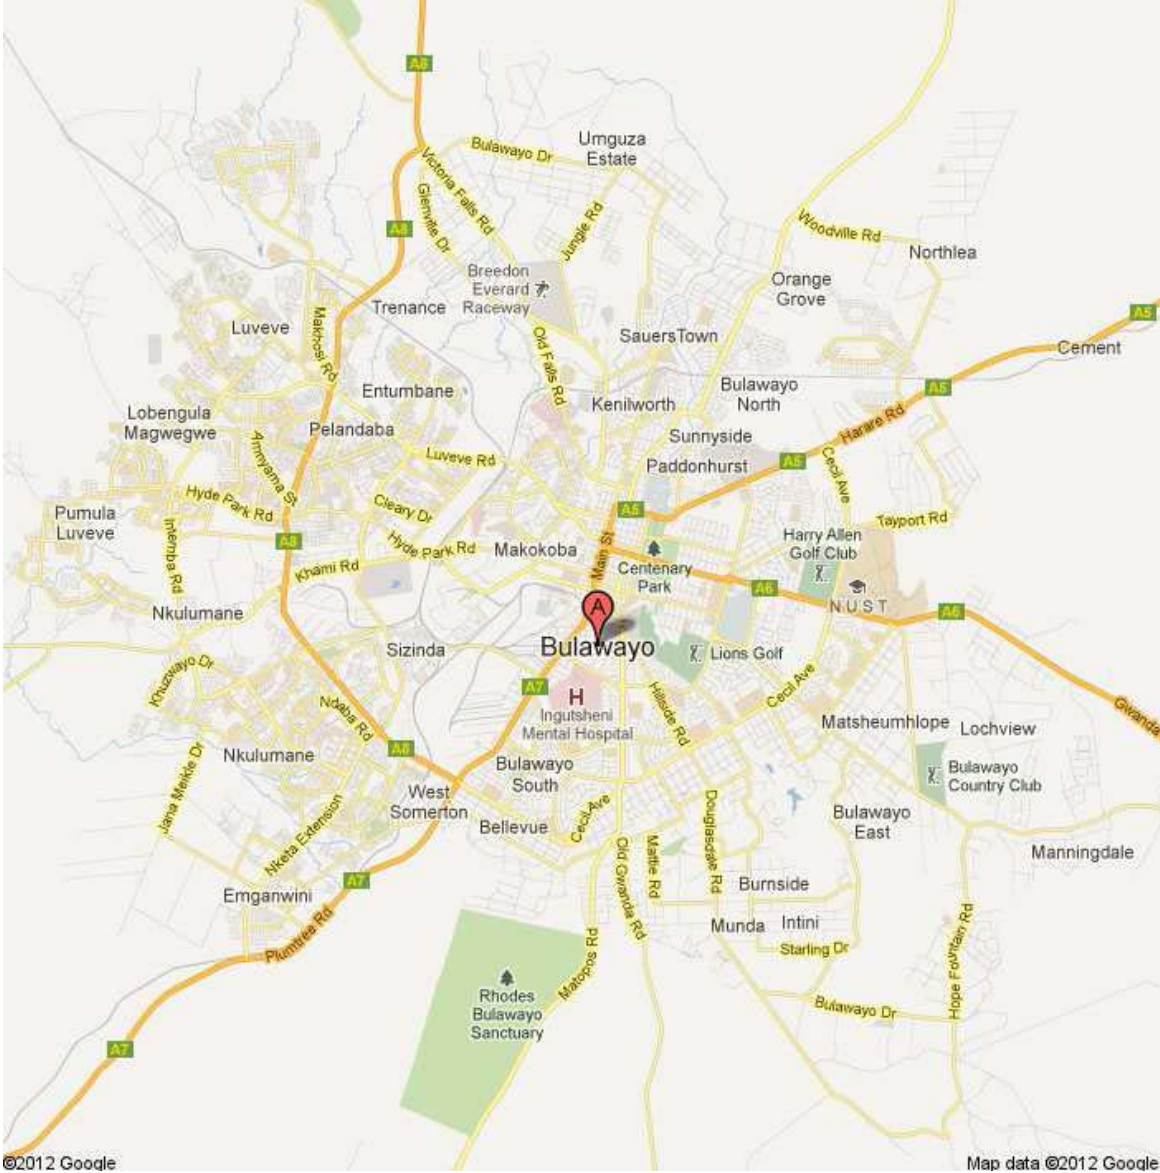 A8
Bulawayo Dr
Umguza
Estate
Victoria Falls Rd
Glenville Dr
A8
Jungle Rd
Woodville Rd
Northlea
Breedon
Everard
Raceway
Orange
Grove
Trenance
Luveve
Makhosi Rd
Old Falls Rd
SauersTown
A5
Cement
Entumbane
Kenilworth
Bulawayo
North
A5
Lobengula
Magwegwe
Pelandaba
Sunnyside
Harare Rd
Luveve Rd
Paddonhurst
A5
Cecil Ave
Amnyama St
Hyde Park Rd
Cleary Dr
A5
Pumula
Luveve
Intemba Rd
A8
Hyde Park Rd
Makokoba
Main St
Harry Allen
Golf Club
Tayport Rd
Khami Rd
Centenary
Park
A6
NUST
A6
Nkulumane
A
Sizinda
Bulawayo
Lions Golf
Khuzwayo Dr
A7
H
Ingutsheni
Mental Hospital
Hillside Rd
Cecil Ave
Gwanda
Ndaba Rd
Matsheumhlope
Lochview
Nkulumane
A8
Bulawayo
South
Bulawayo
Country Club
Jana Meikle Dr
West
Somerton
Nketa Extension
Bellevue
Cecil Ave
Douglasdale Rd
Bulawayo
East
Old Gwanda Rd
Mattie Rd
Manningdale
A7
Emganwini
Burnside
Plumtree Rd
Munda
Intini
Starling Dr
Hope Fountain Rd
Matopos Rd
Rhodes
Bulawayo
Sanctuary
Bulawayo Dr
A7
©2012 Google
Map data ©2012 Google